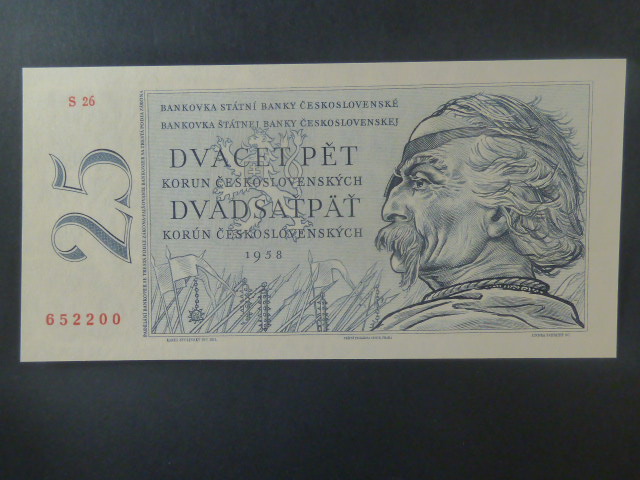 S 26
BANKOVKA STÁTNÍ BANKY ČESKOSLOVENSKÉ
BANKOVKA ŠTÁTNEJ BANKY ČESKOSLOVENSKEJ
DVACET PĚT
KORUN ČESKOSLOVENSKÝCH
DVADSAŤPÄŤ
KORÚN ČESKOSLOVENSKÝCH
1958
25
652200